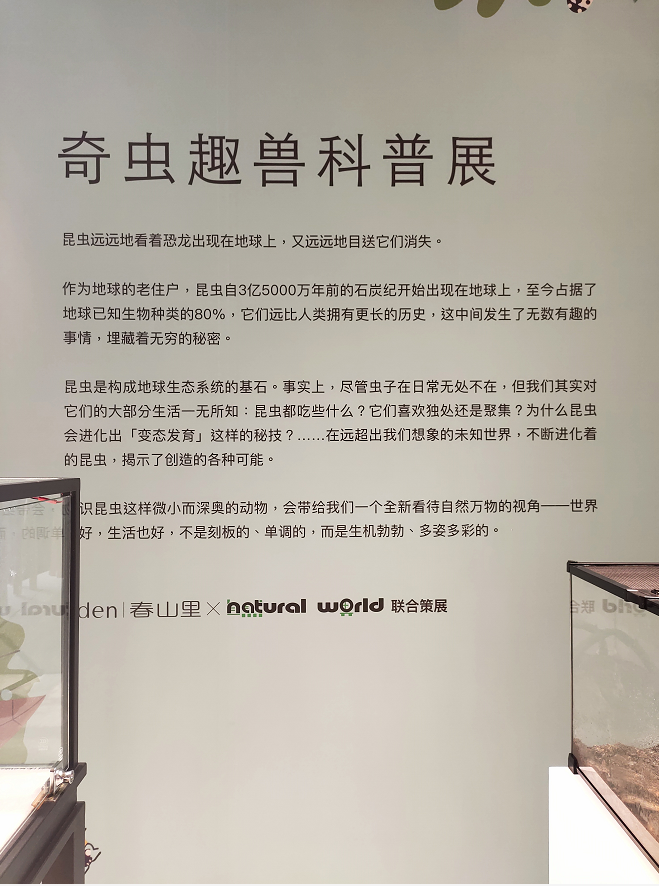 奇虫趣兽科普展
昆虫远远地看着恐龙出现在地球上，又远远地目送它们消失。
作为地球的老住户，昆虫自3亿5000万年前的石炭纪开始出现在地球上，至今占据了
地球已知生物种类的80%，它们远比人类拥有更长的历史，这中间发生了无数有趣的
事情，埋藏着无穷的秘密。
昆虫是构成地球生态系统的基石。事实上，尽管虫子在日常无处不在，但我们其实对
它们的大部分生活一无所知：昆虫都吃些什么？它们喜欢独处还是聚集？为什么昆虫
会进化出「变态发育」这样的秘技？……在远超出我们想象的未知世界，不断进化着
的昆虫，揭示了创造的各种可能。
识昆虫这样微小而深奥的动物，会带给我们一个全新看待自然万物的视角——世界
好，生活也好，不是刻板的、单调的，而是生机勃勃、多姿多彩的。
den | 春山里 × natural world 联合策展